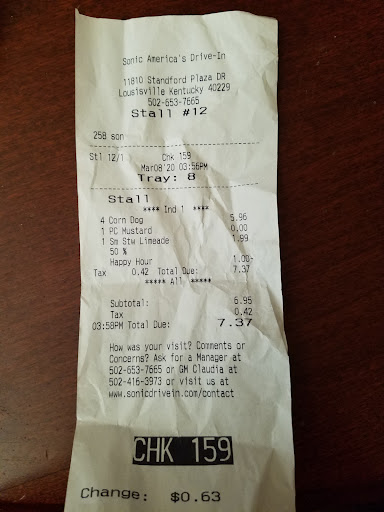 Sonic America's Drive-In
11810 Standford Plaza DR
Lousisville Kentucky 40229
502-653-7665
Stall #12
258 son
Stl 12/1 Chk 159
Mar08'20 03:56PM
Tray: 8
Stall
**** Ind 1 ****
4 Corn Dog 5.96
1 PC Mustard 0.00
1 Sm Stw Limeade 1.99
50 %
Happy Hour 1.00-
Tax 0.42 Total Due: 7.37
***** All *****
Subtotal: 6.95
Tax 0.42
03:58PM Total Due: 7.37
How was your visit? Comments or
Concerns? Ask for a Manager at
502-653-7665 or GM Claudia at
502-416-3973 or visit us at
www.sonicdrivein.com/contact
CHK 159
Change: $0.63